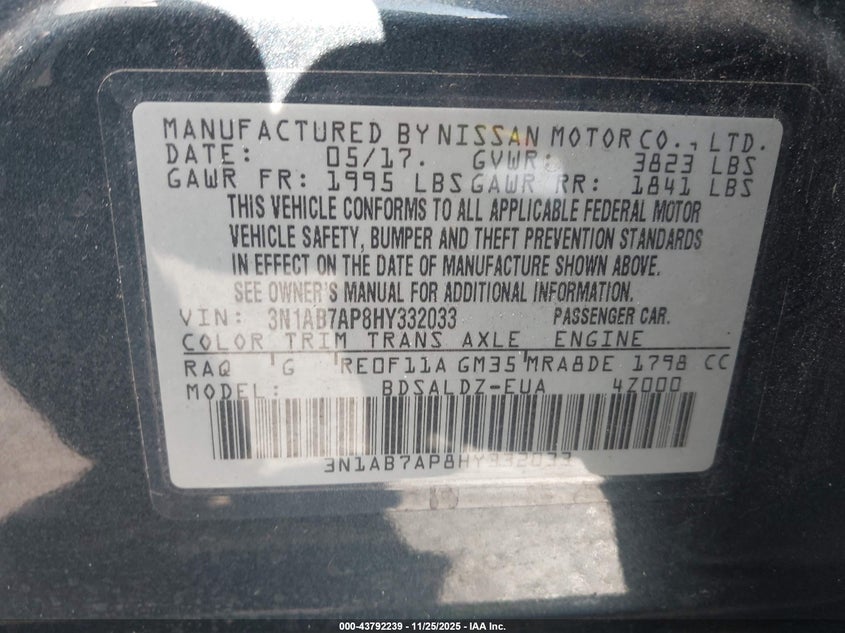 MANUFACTURED BY NISSAN MOTOR CO., LTD.
DATE: 05/17. GVWR: 3823 LBS
GAWR FR: 1995 LBS GAWR RR: 1841 LBS
THIS VEHICLE CONFORMS TO ALL APPLICABLE FEDERAL MOTOR
VEHICLE SAFETY, BUMPER AND THEFT PREVENTION STANDARDS
IN EFFECT ON THE DATE OF MANUFACTURE SHOWN ABOVE.
SEE OWNER'S MANUAL FOR ADDITIONAL INFORMATION.
VIN: 3N1AB7AP8HY332033 PASSENGER CAR.
COLOR TRIM TRANS AXLE ENGINE
RAQ G RE0F11A GM35 MRA8DE 1798 CC
MODEL: BDSALDZ-EUA 4Z000
3N1AB7AP8HY332033
000-43792239 - 11/25/2025 - IAA Inc.